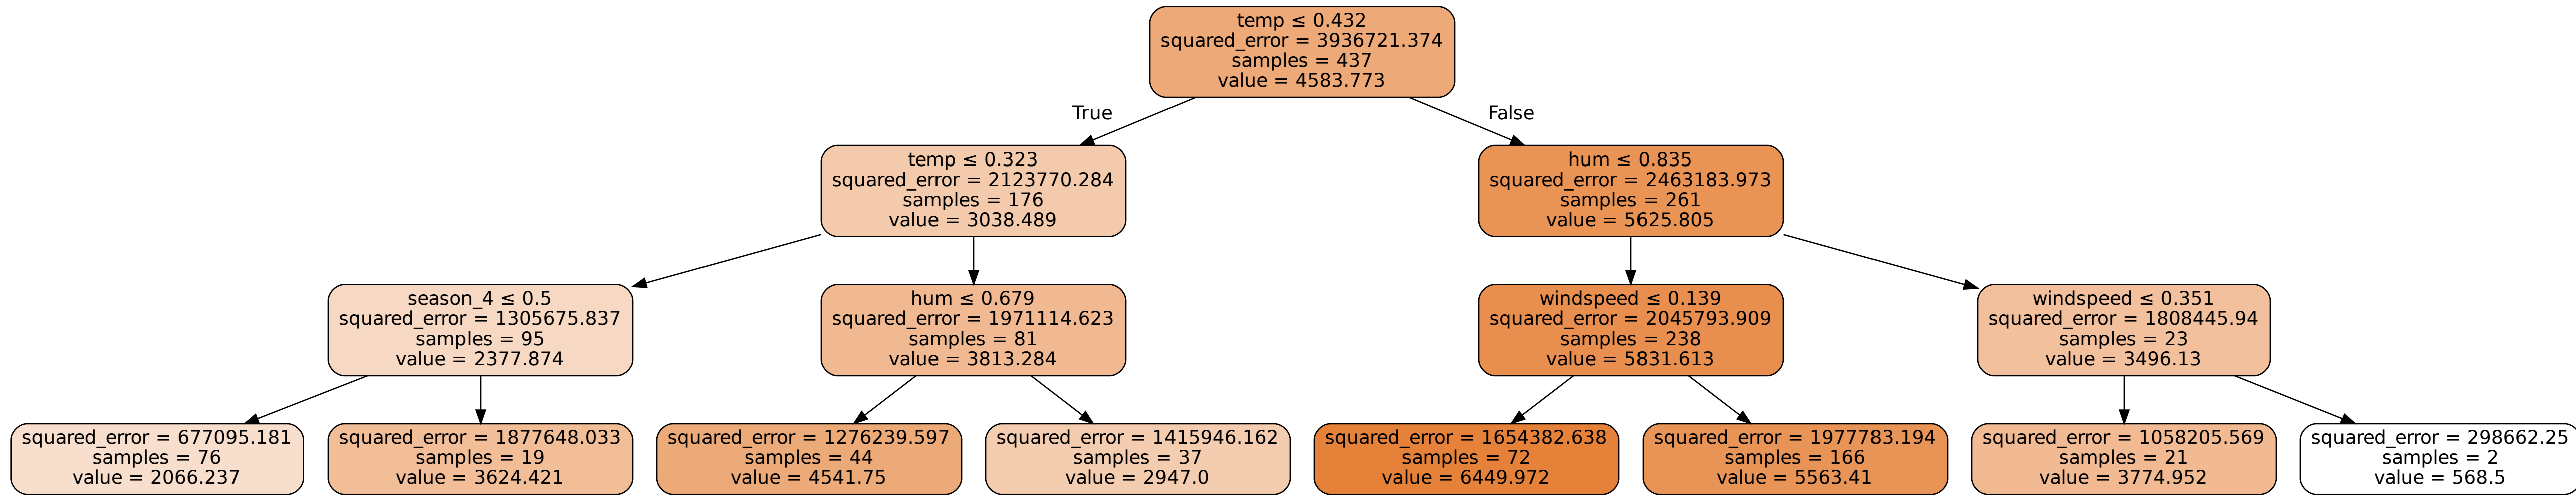 temp ≤ 0.432
squared_error = 3936721.374
samples = 437
value = 4583.773
True
False
temp ≤ 0.323
squared_error = 2123770.284
samples = 176
value = 3038.489
hum ≤ 0.835
squared_error = 2463183.973
samples = 261
value = 5625.805
season_4 ≤ 0.5
squared_error = 1305675.837
samples = 95
value = 2377.874
hum ≤ 0.679
squared_error = 1971114.623
samples = 81
value = 3813.284
windspeed ≤ 0.139
squared_error = 2045793.909
samples = 238
value = 5831.613
windspeed ≤ 0.351
squared_error = 1808445.94
samples = 23
value = 3496.13
squared_error = 677095.181
samples = 76
value = 2066.237
squared_error = 1877648.033
samples = 19
value = 3624.421
squared_error = 1276239.597
samples = 44
value = 4541.75
squared_error = 1415946.162
samples = 37
value = 2947.0
squared_error = 1654382.638
samples = 72
value = 6449.972
squared_error = 1977783.194
samples = 166
value = 5563.41
squared_error = 1058205.569
samples = 21
value = 3774.952
squared_error = 298662.25
samples = 2
value = 568.5